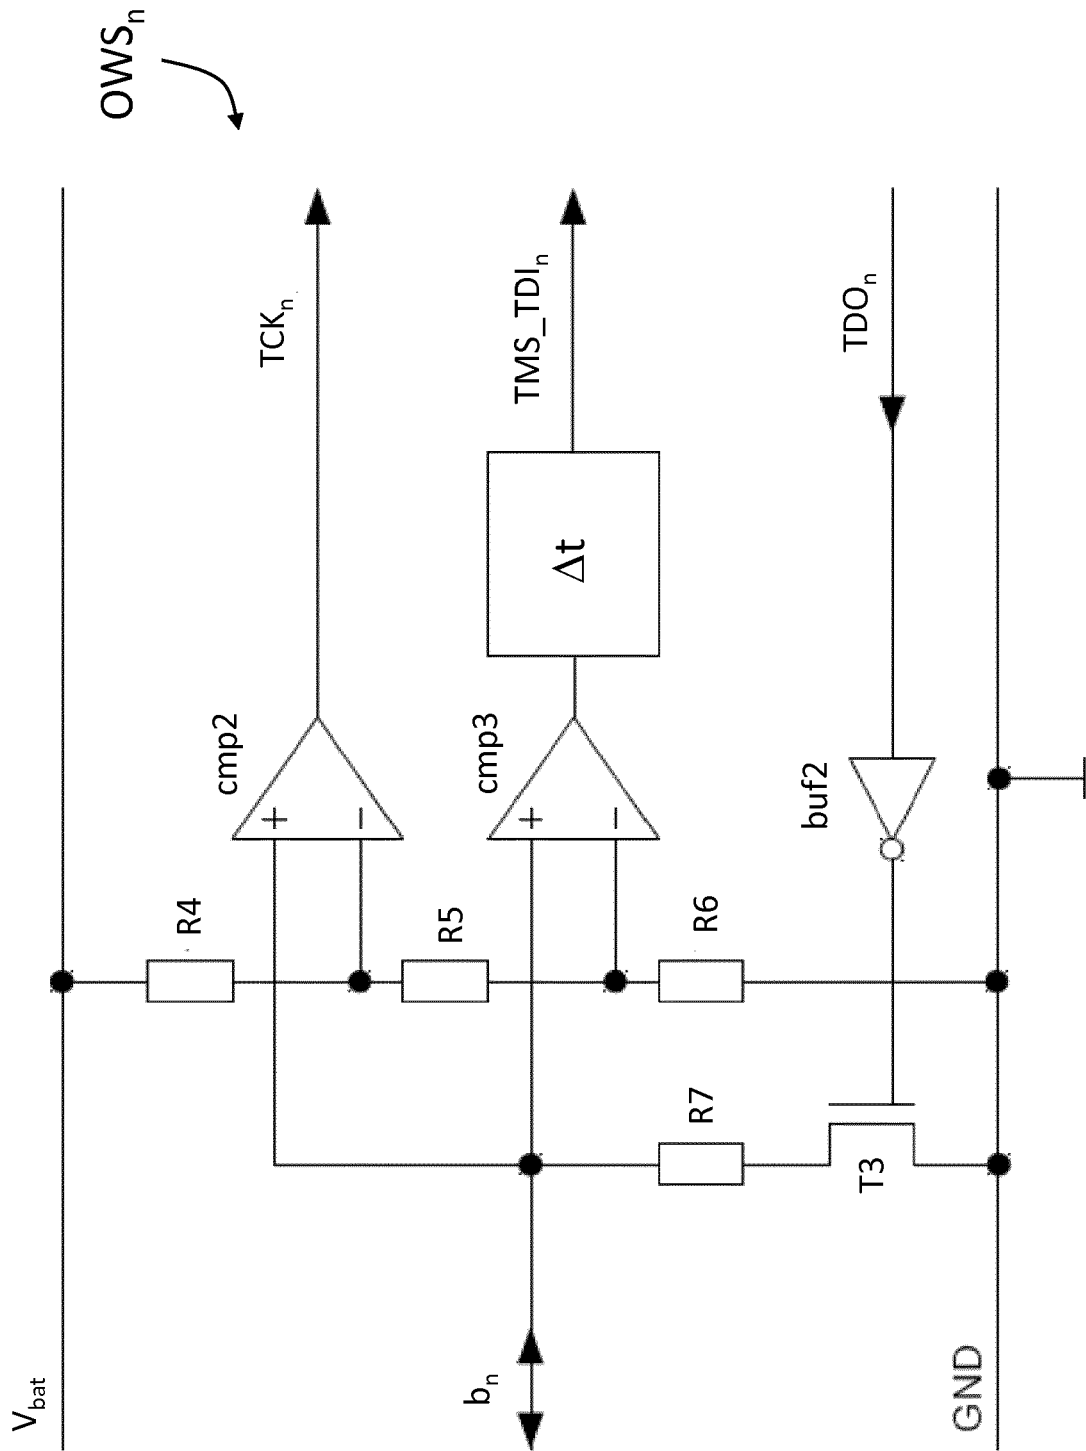 OWSn
Vbat
TCKn
cmp2
+
−
R4
TMS_TDIn
Δt
cmp3
+
−
R5
bn
R6
R7
TDOn
buf2
T3
GND